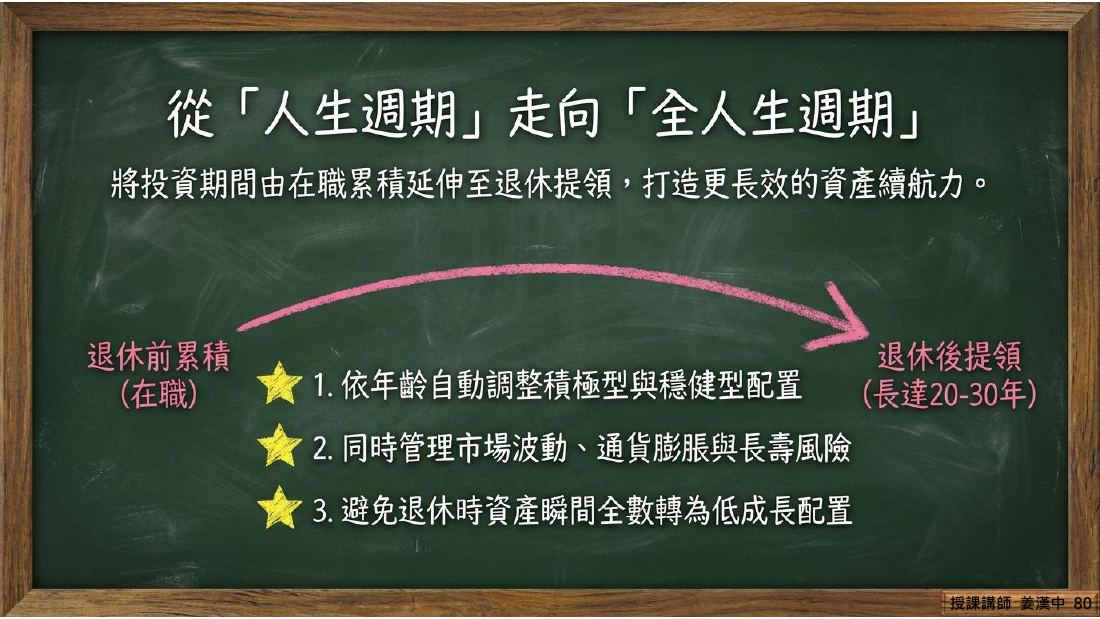 從「人生週期」走向「全人生週期」
將投資期間由在職累積延伸至退休提領，打造更長效的資產續航力。
退休前累積
(在職)
退休後提領
(長達20-30年)
1. 依年齡自動調整積極型與穩健型配置
2. 同時管理市場波動、通貨膨脹與長壽風險
3. 避免退休時資產瞬間全數轉為低成長配置
授課講師 姜漢中 80